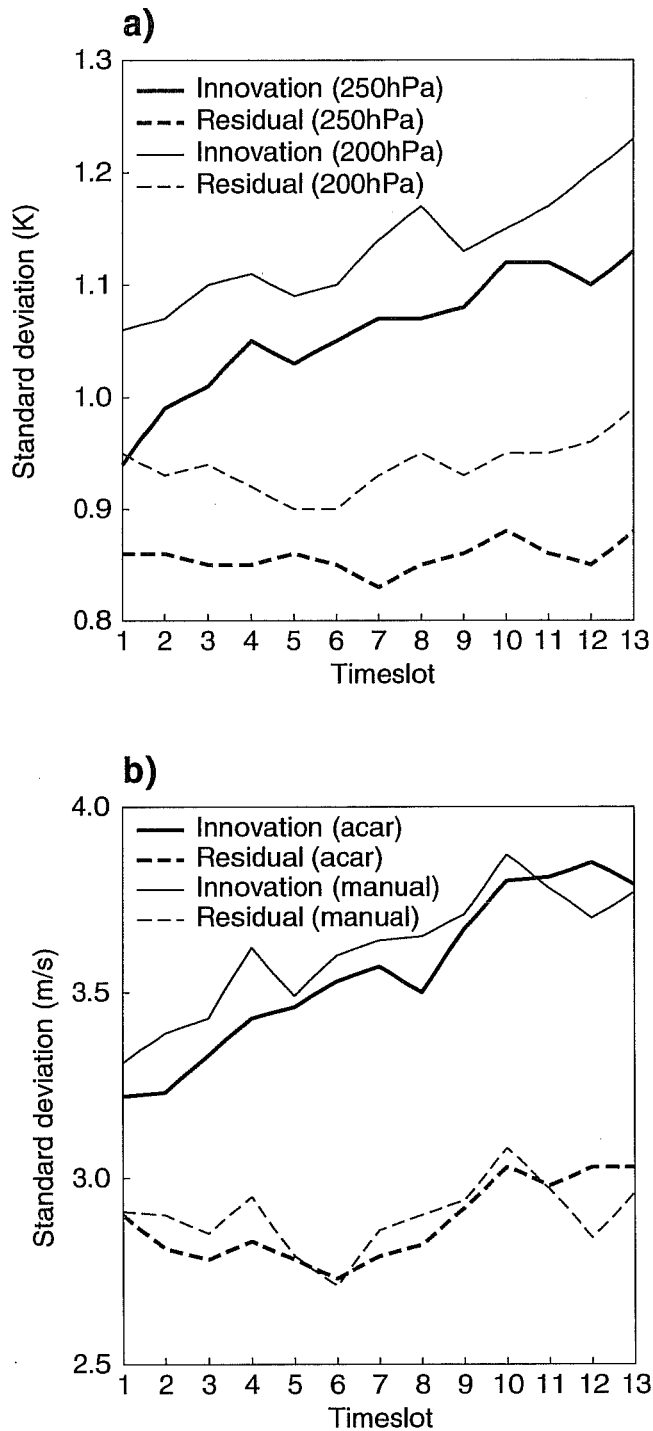 a)
1.3
1.2
1.1
1.0
0.9
0.8
Standard deviation (K)
Innovation (250hPa)
Residual (250hPa)
Innovation (200hPa)
Residual (200hPa)
1 2 3 4 5 6 7 8 9 10 11 12 13
Timeslot
b)
4.0
3.5
3.0
2.5
Standard deviation (m/s)
Innovation (acar)
Residual (acar)
Innovation (manual)
Residual (manual)
1 2 3 4 5 6 7 8 9 10 11 12 13
Timeslot